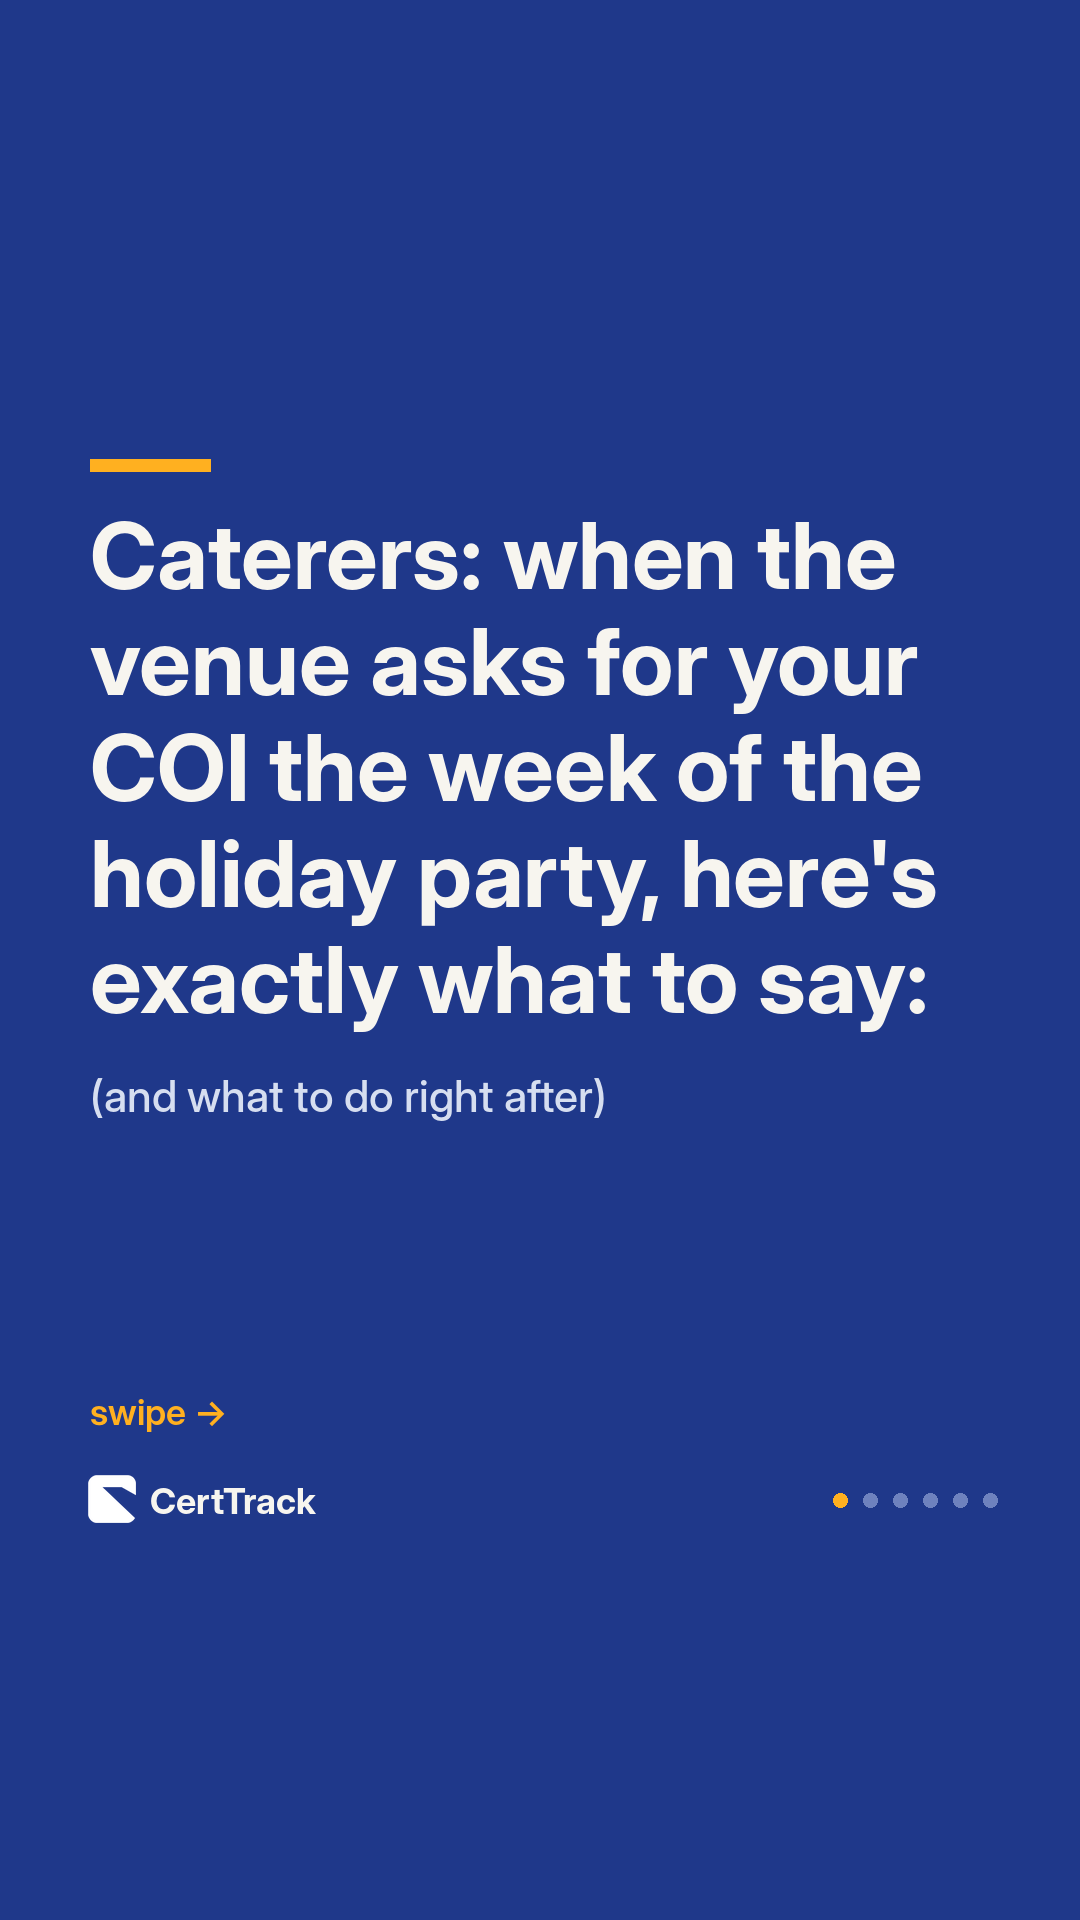 Caterers: when the
venue asks for your
COI the week of the
holiday party, here's
exactly what to say:
(and what to do right after)
swipe →
CertTrack